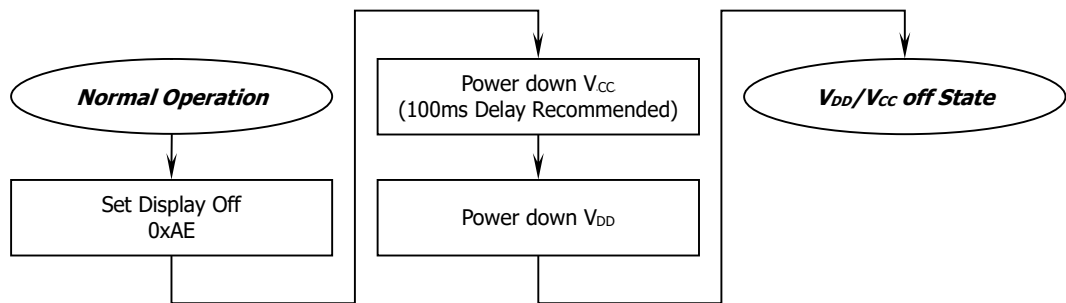 Normal Operation
Set Display Off
0xAE
Power down VCC
(100ms Delay Recommended)
Power down VDD
VDD/VCC off State